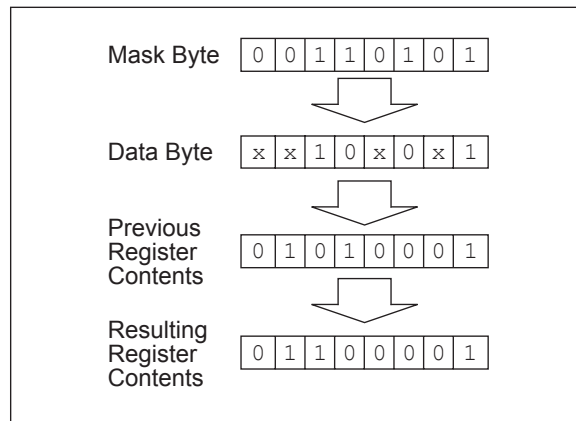 Mask Byte 0 0 1 1 0 1 0 1
Data Byte x x 1 0 x 0 x 1
Previous
Register
Contents 0 1 0 1 0 0 0 1
Resulting
Register
Contents 0 1 1 0 0 0 0 1